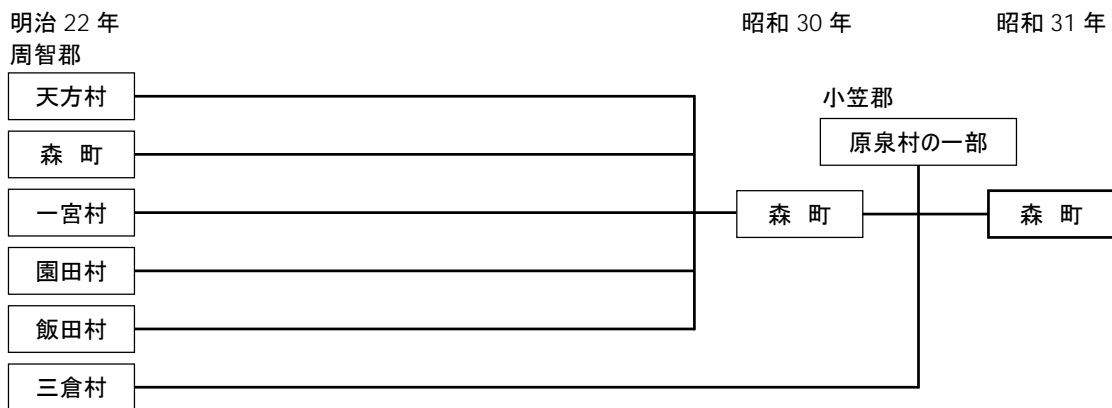 明治 22 年
昭和 30 年
昭和 31 年
周智郡
天方村
小笠郡
森 町
原泉村の一部
一宮村
森 町
森 町
園田村
飯田村
三倉村